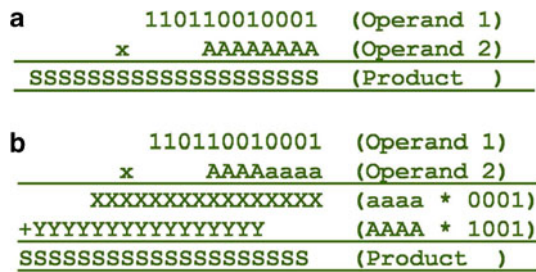 a
110110010001 (Operand 1)
x AAAAAAAA (Operand 2)
SSSSSSSSSSSSSSSSSSSS (Product )
b
110110010001 (Operand 1)
x AAAAaaaa (Operand 2)
XXXXXXXXXXXXXXXX (aaaa * 0001)
+YYYYYYYYYYYYYYYY (AAAA * 1001)
SSSSSSSSSSSSSSSSSSSS (Product )